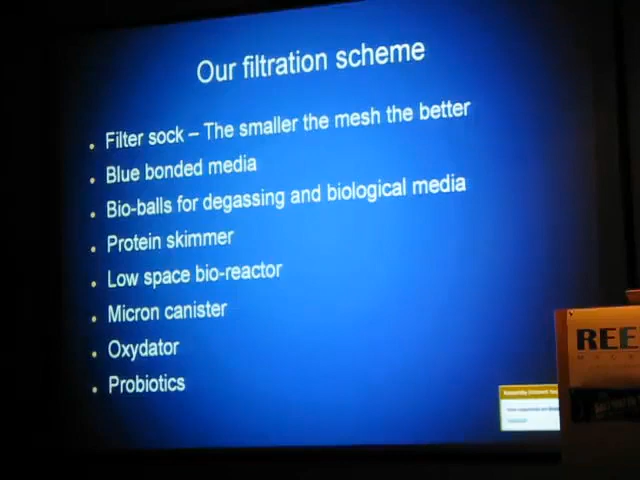 Our filtration scheme
Filter sock – The smaller the mesh the better
Blue bonded media
Bio-balls for degassing and biological media
Protein skimmer
Low space bio-reactor
Micron canister
Oxydator
Probiotics
REE